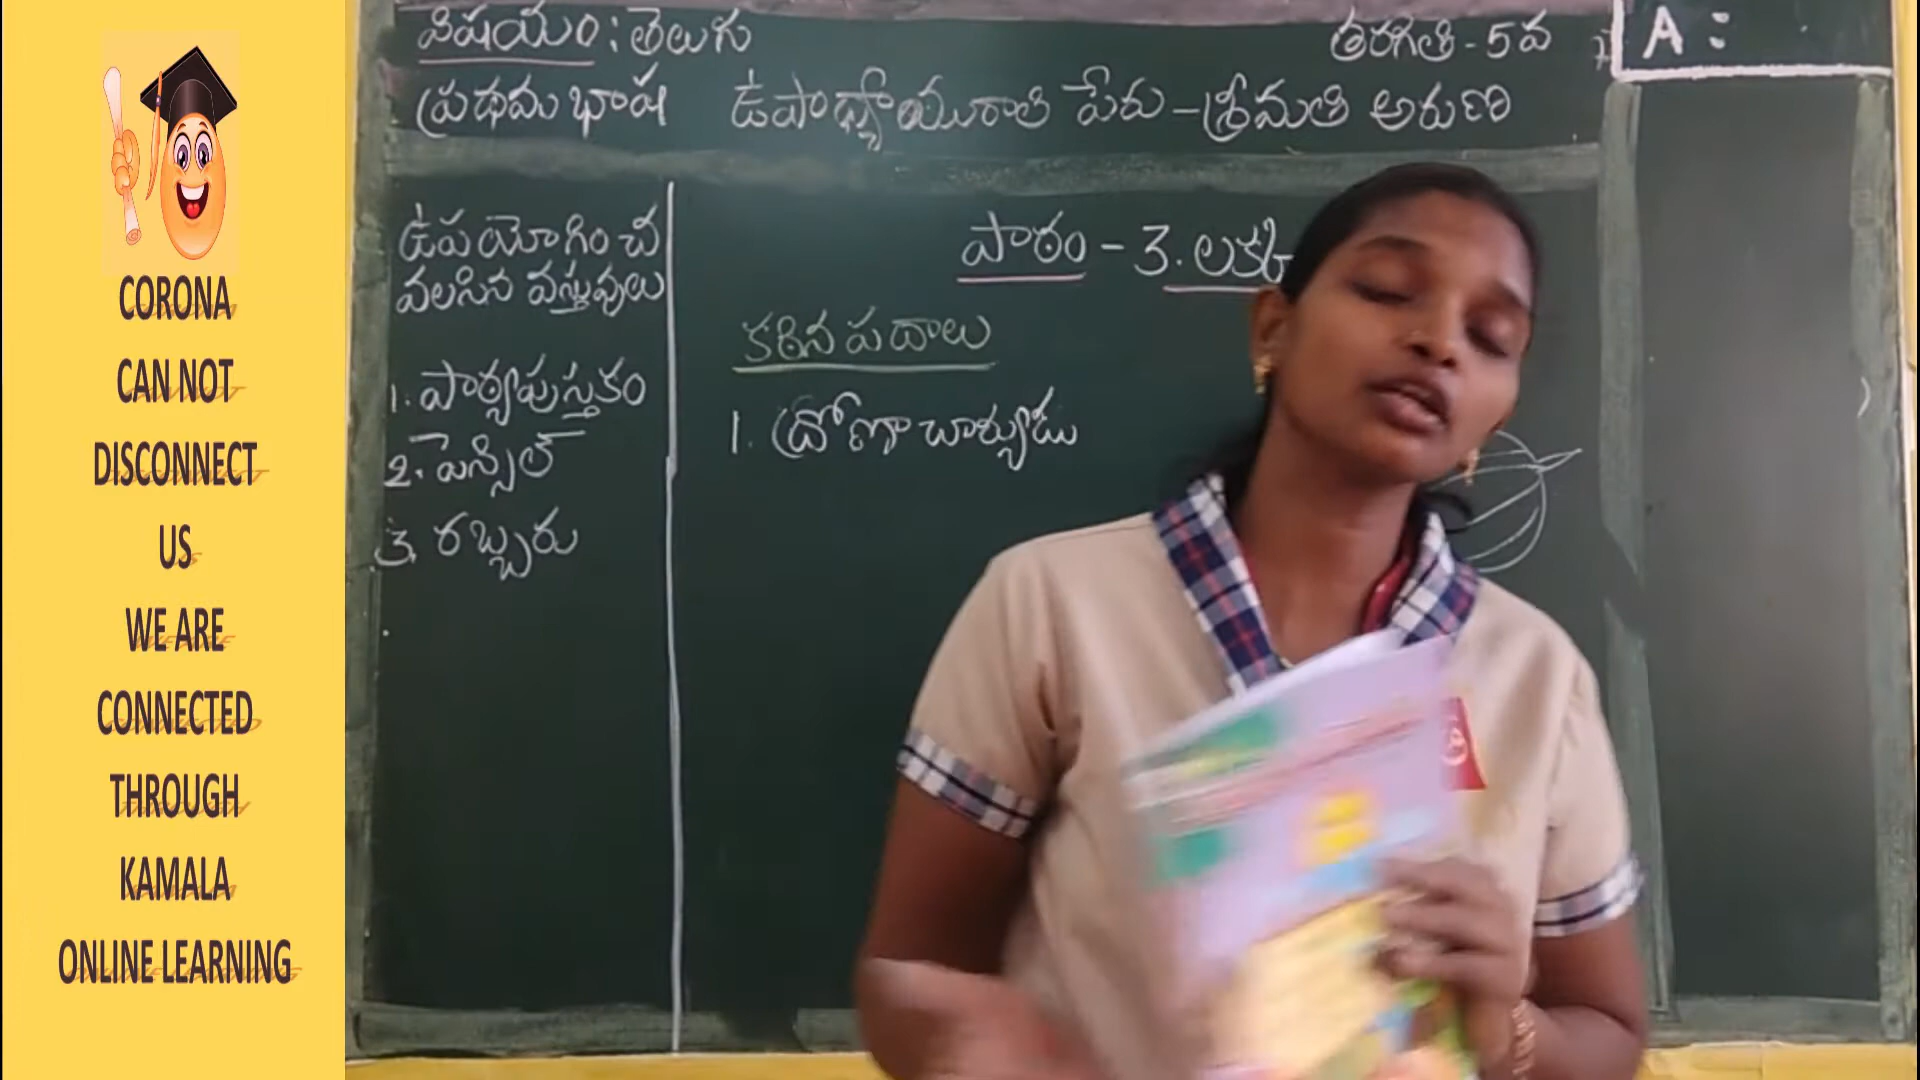 CORONA
CAN NOT
DISCONNECT
US
WE ARE
CONNECTED
THROUGH
KAMALA
ONLINE LEARNING
విషయం : తెలుగు
తరగతి - 5వ
A :
ప్రథమ భాష
ఉపాధ్యాయురాలి పేరు - శ్రీమతి అరుణ
ఉపయోగించ
వలసిన వస్తువులు
1. పాఠ్యపుస్తకం
2. పెన్సిల్
3. రబ్బరు
పాఠం - 3.
కఠిన పదాలు
1. ద్రోణాచార్యుడు